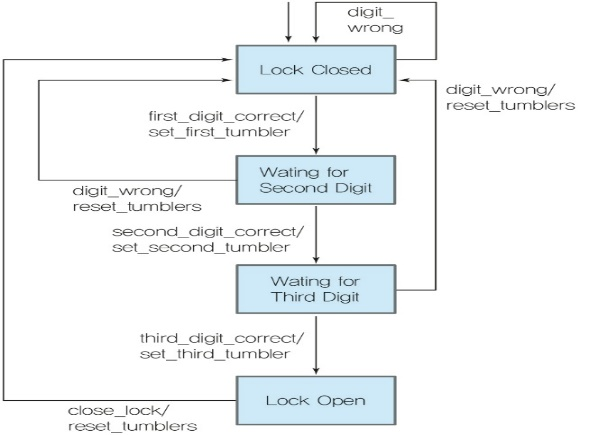 digit_
wrong
Lock Closed
digit_wrong/
reset_tumblers
first_digit_correct/
set_first_tumbler
Wating for
Second Digit
digit_wrong/
reset_tumblers
second_digit_correct/
set_second_tumbler
Wating for
Third Digit
third_digit_correct/
set_third_tumbler
Lock Open
close_lock/
reset_tumblers